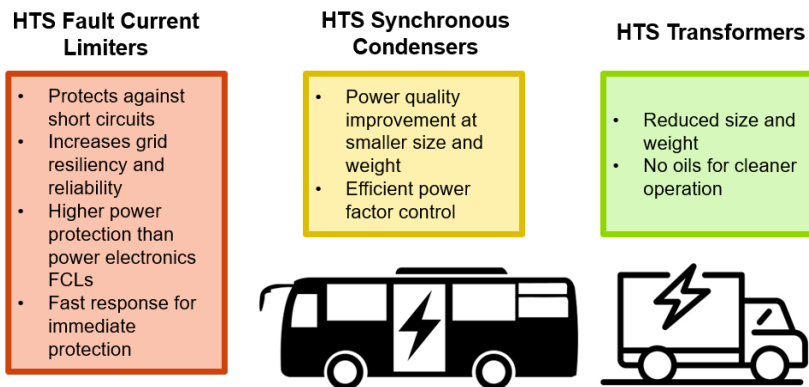 HTS Fault Current
Limiters
• Protects against
short circuits
• Increases grid
resiliency and
reliability
• Higher power
protection than
power electronics
FCLs
• Fast response for
immediate
protection
HTS Synchronous
Condensers
• Power quality
improvement at
smaller size and
weight
• Efficient power
factor control
HTS Transformers
• Reduced size and
weight
• No oils for cleaner
operation